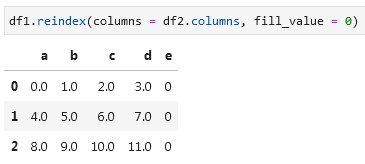 df1.reindex(columns = df2.columns, fill_value = 0)
a b c d e
0 0.0 1.0 2.0 3.0 0
1 4.0 5.0 6.0 7.0 0
2 8.0 9.0 10.0 11.0 0